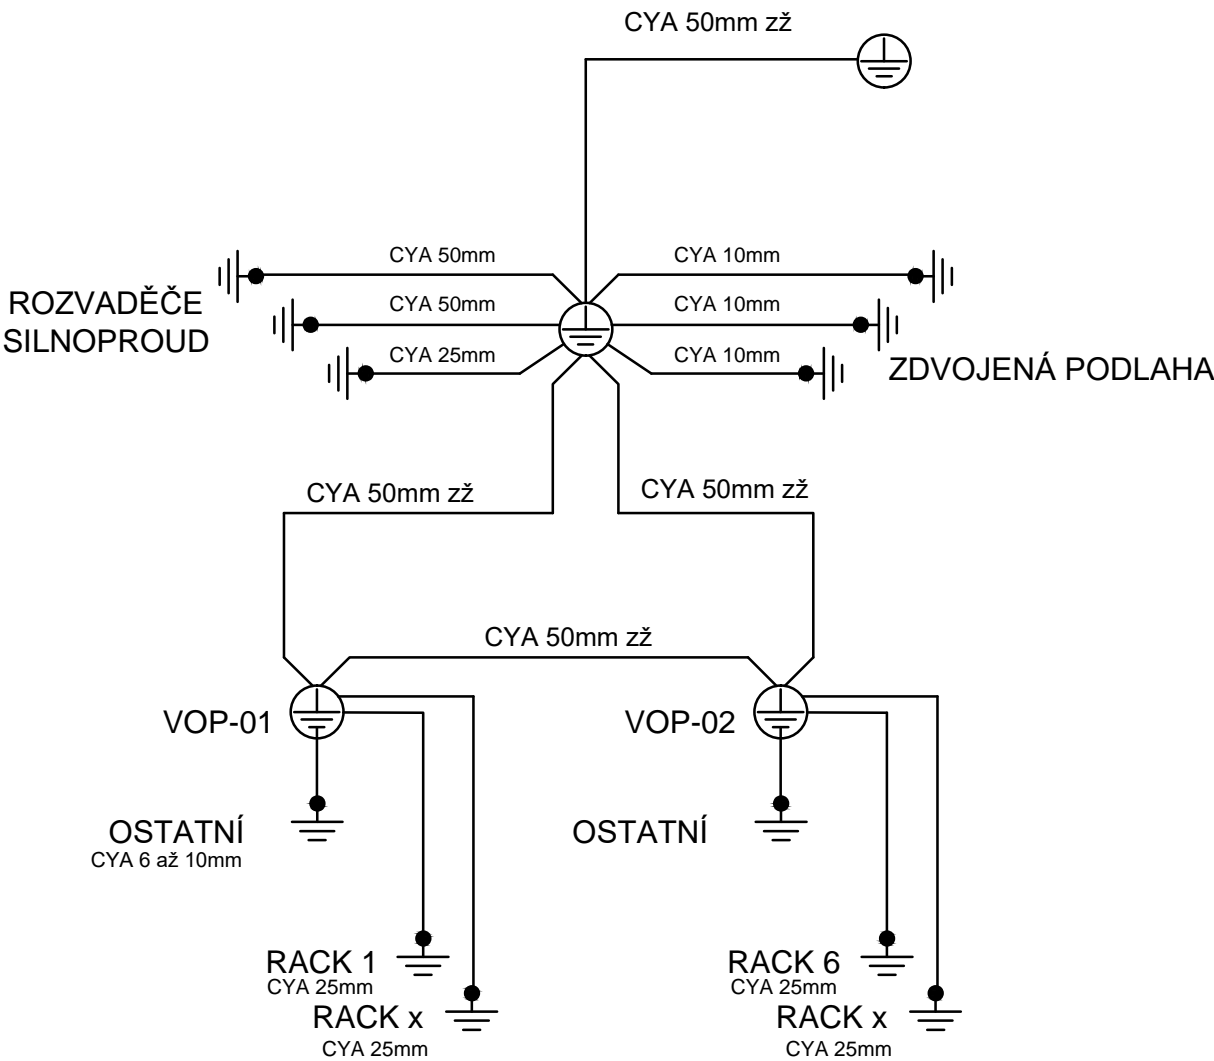 CYA 50mm zž
CYA 50mm
CYA 10mm
ROZVADĚČE
SILNOPROUD
CYA 50mm
CYA 10mm
CYA 25mm
CYA 10mm
ZDVOJENÁ PODLAHA
CYA 50mm zž
CYA 50mm zž
CYA 50mm zž
VOP-01
VOP-02
OSTATNÍ
CYA 6 až 10mm
OSTATNÍ
RACK 1
CYA 25mm
RACK x
CYA 25mm
RACK 6
CYA 25mm
RACK x
CYA 25mm